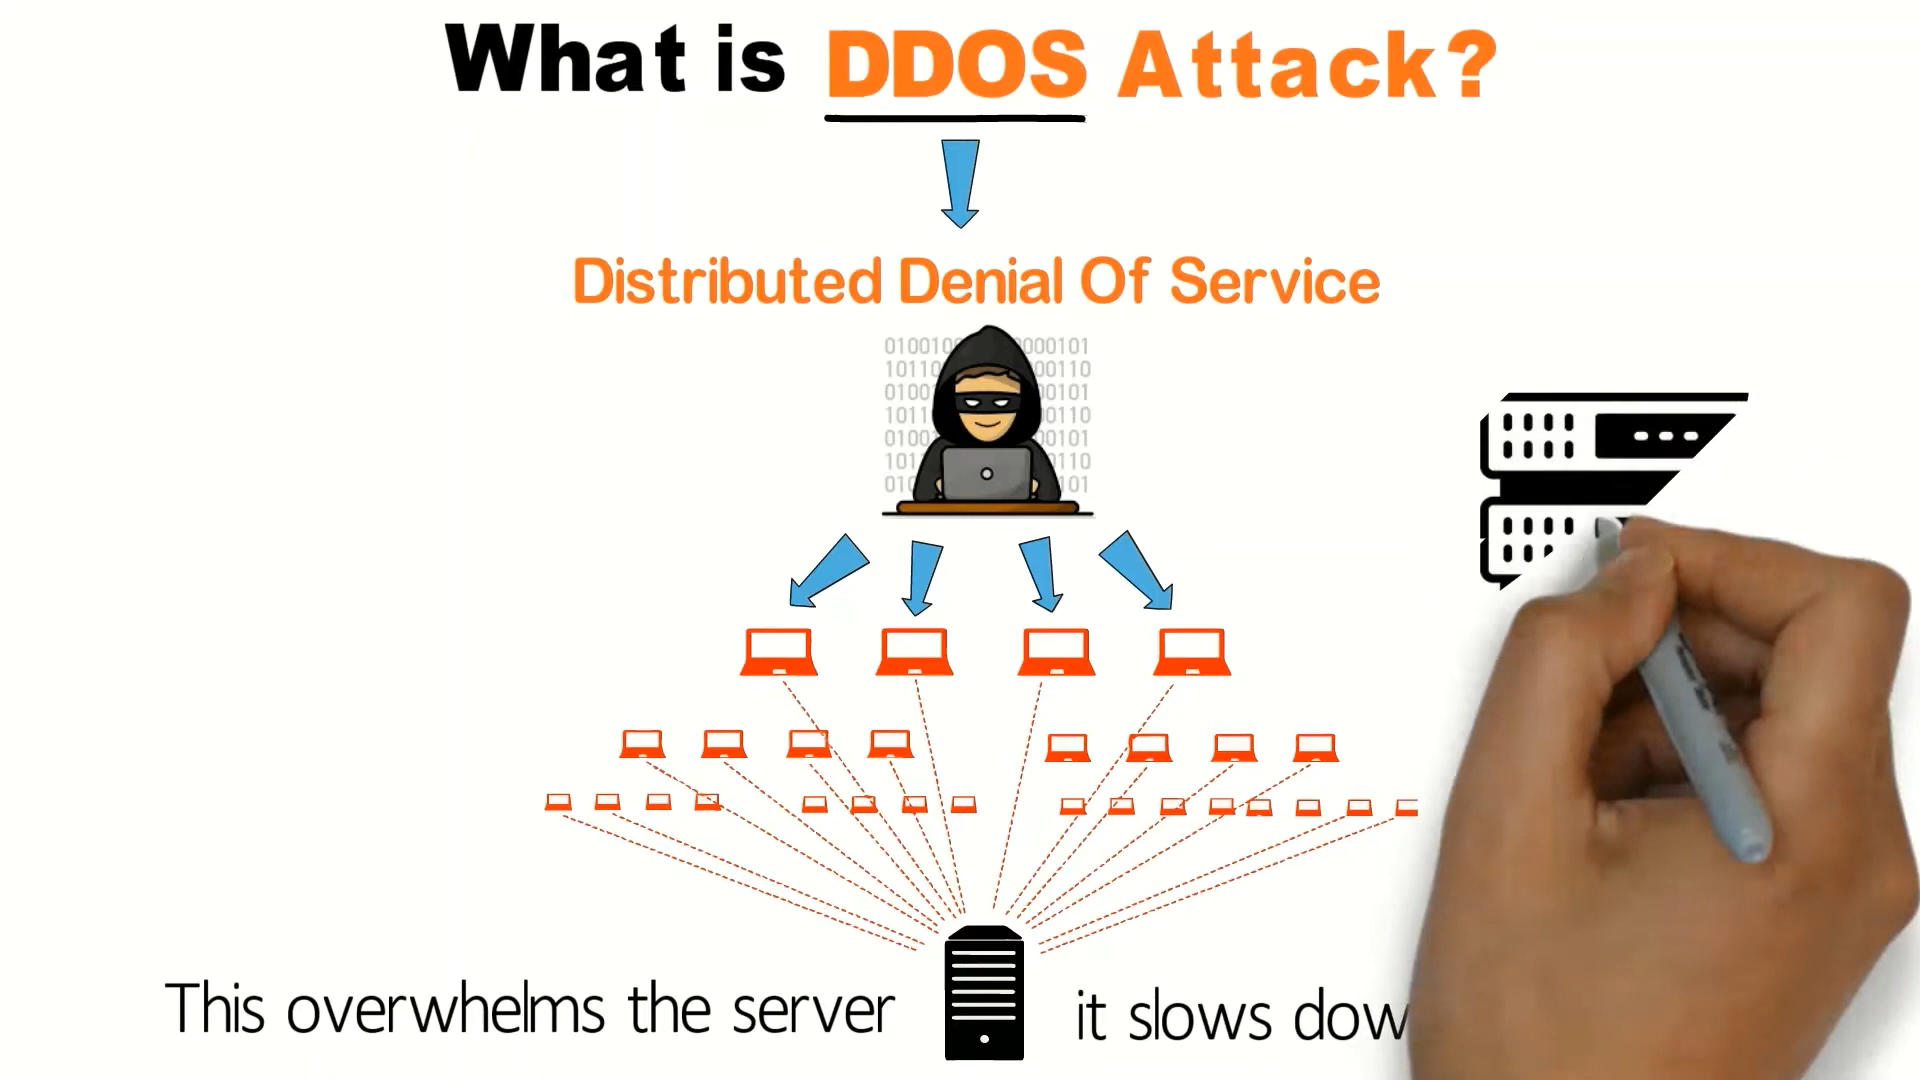 What is DDOS Attack?
Distributed Denial Of Service
This overwhelms the server
it slows dow